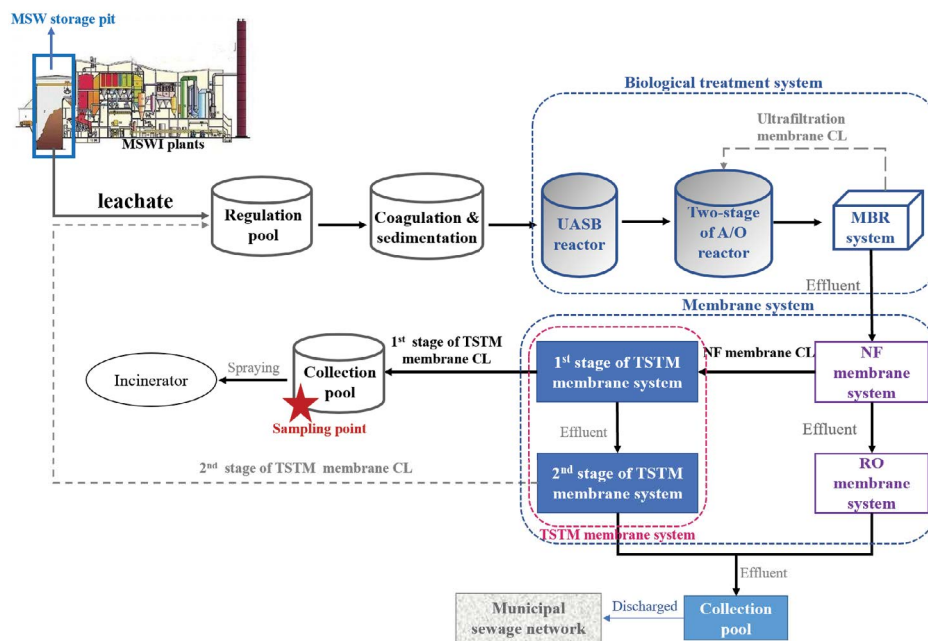 MSW storage pit
MSWI plants
leachate
Regulation
pool
Coagulation &
sedimentation
Biological treatment system
Ultrafiltration
membrane CL
UASB
reactor
Two-stage
of A/O
reactor
MBR
system
Effluent
Membrane system
1st stage of TSTM
membrane CL
NF membrane CL
NF
membrane
system
1st stage of TSTM
membrane system
Collection
pool
Spraying
Incinerator
Sampling point
Effluent
Effluent
2nd stage of TSTM membrane CL
2nd stage of TSTM
membrane system
RO
membrane
system
TSTM membrane system
Effluent
Municipal
sewage network
Discharged
Collection
pool